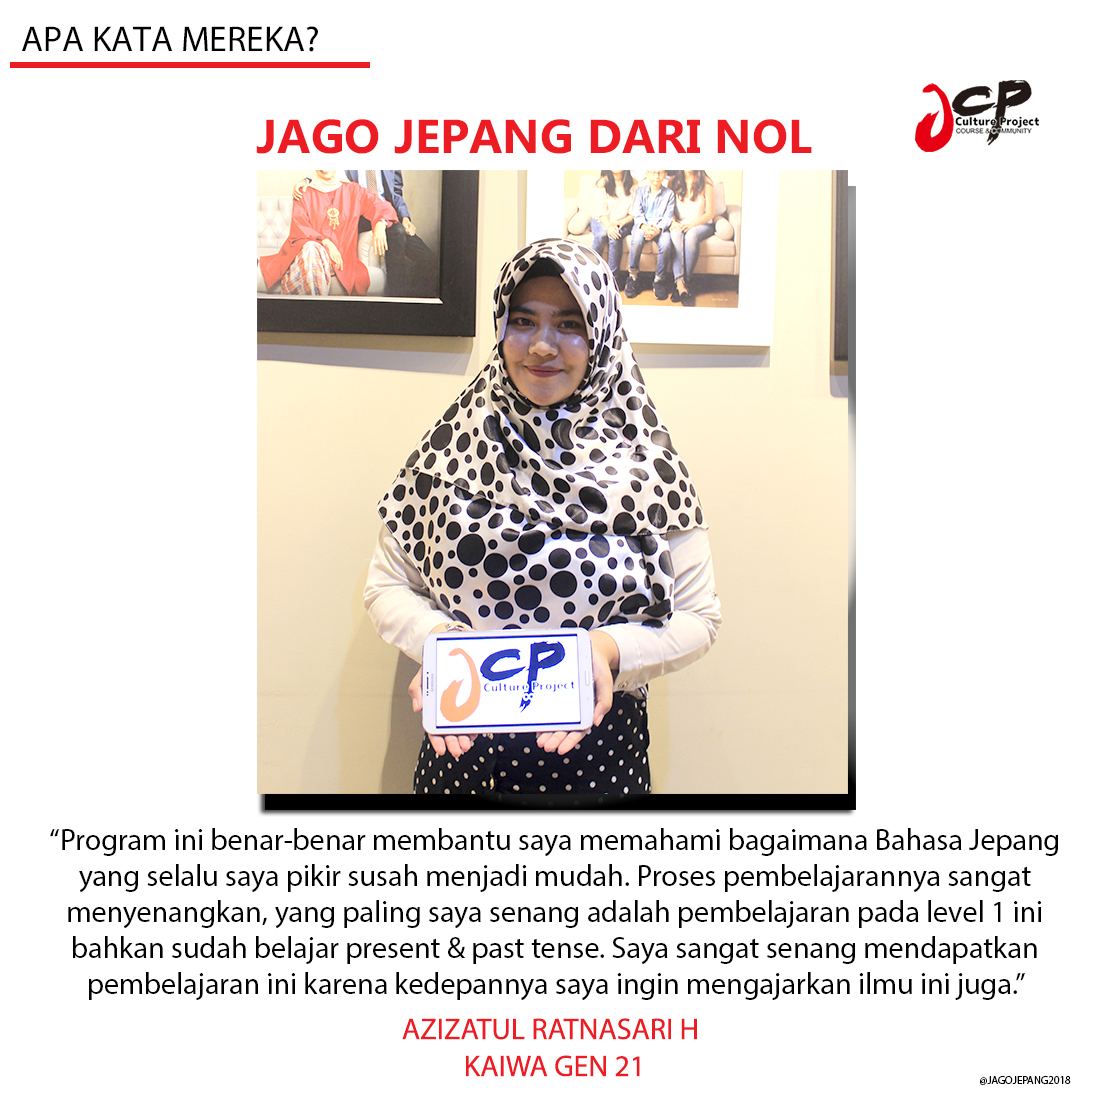 APA KATA MEREKA?
JCP
Culture Project
COURSE & COMMUNITY
JAGO JEPANG DARI NOL
JCP
Culture Project
“Program ini benar-benar membantu saya memahami bagaimana Bahasa Jepang
yang selalu saya pikir susah menjadi mudah. Proses pembelajarannya sangat
menyenangkan, yang paling saya senang adalah pembelajaran pada level 1 ini
bahkan sudah belajar present & past tense. Saya sangat senang mendapatkan
pembelajaran ini karena kedepannya saya ingin mengajarkan ilmu ini juga.”
AZIZATUL RATNASARI H
KAIWA GEN 21
@JAGOJEPANG2018